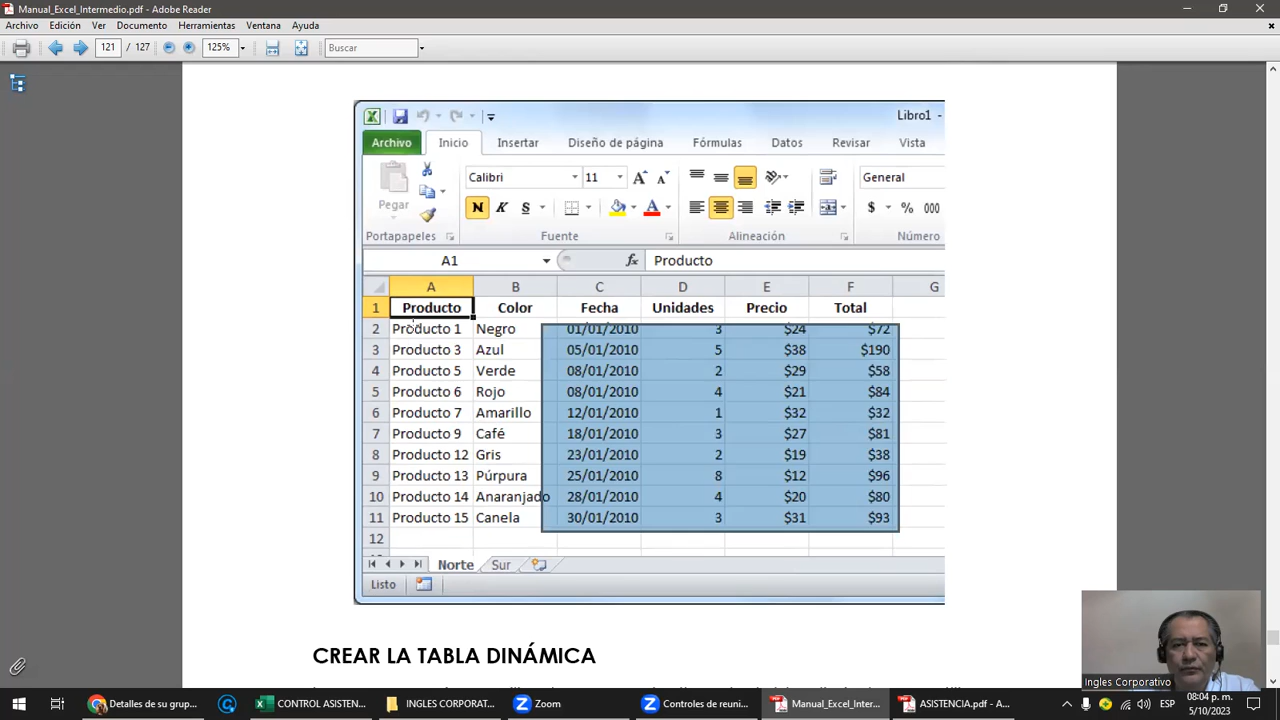 Manual_Excel_Intermedio.pdf - Adobe Reader
Archivo Edición Ver Documento Herramientas Ventana Ayuda
121 / 127 125% Buscar
Libro1 -
Archivo Inicio Insertar Diseño de página Fórmulas Datos Revisar Vista
Calibri 11 General
Pegar N K S $ % 000
Portapapeles Fuente Alineación Número
A1 fx Producto
A B C D E F G
1 Producto Color Fecha Unidades Precio Total
2 Producto 1 Negro 01/01/2010 3 $24 $72
3 Producto 3 Azul 05/01/2010 5 $38 $190
4 Producto 5 Verde 08/01/2010 2 $29 $58
5 Producto 6 Rojo 08/01/2010 4 $21 $84
6 Producto 7 Amarillo 12/01/2010 1 $32 $32
7 Producto 9 Café 18/01/2010 3 $27 $81
8 Producto 12 Gris 23/01/2010 2 $19 $38
9 Producto 13 Púrpura 25/01/2010 8 $12 $96
10 Producto 14 Anaranjado 28/01/2010 4 $20 $80
11 Producto 15 Canela 30/01/2010 3 $31 $93
12
Norte Sur
Listo
CREAR LA TABLA DINÁMICA
Ingles Corporativo
Detalles de su grup... CONTROL ASISTEN... INGLES CORPORAT... Zoom Controles de reuni... Manual_Excel_Inter... ASISTENCIA.pdf - A... ESP 08:04 p. m.
5/10/2023